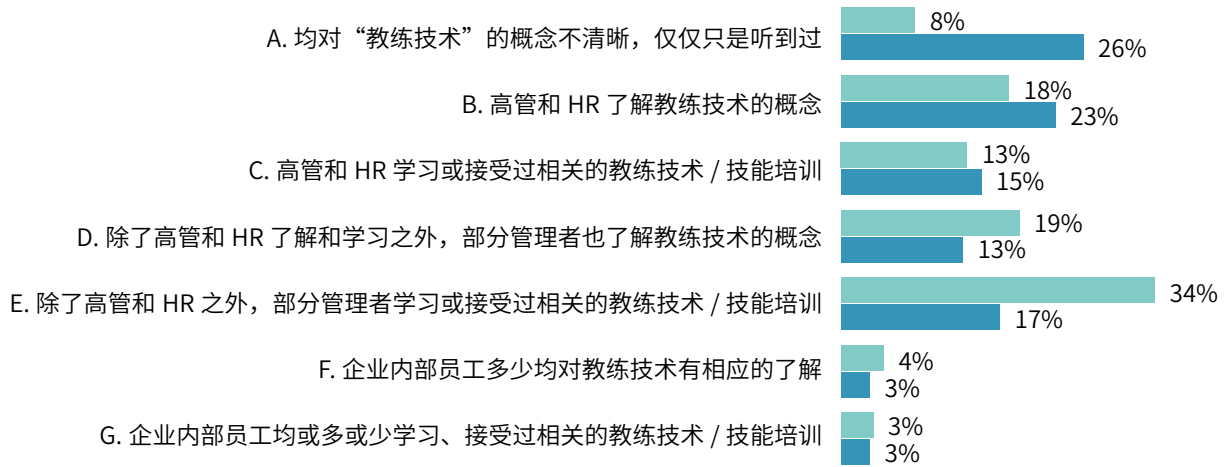 A. 均对“教练技术”的概念不清晰，仅仅只是听到过
8%
26%
B. 高管和 HR 了解教练技术的概念
18%
23%
C. 高管和 HR 学习或接受过相关的教练技术 / 技能培训
13%
15%
D. 除了高管和 HR 了解和学习之外，部分管理者也了解教练技术的概念
19%
13%
E. 除了高管和 HR 之外，部分管理者学习或接受过相关的教练技术 / 技能培训
34%
17%
F. 企业内部员工多少均对教练技术有相应的了解
4%
3%
G. 企业内部员工均或多或少学习、接受过相关的教练技术 / 技能培训
3%
3%